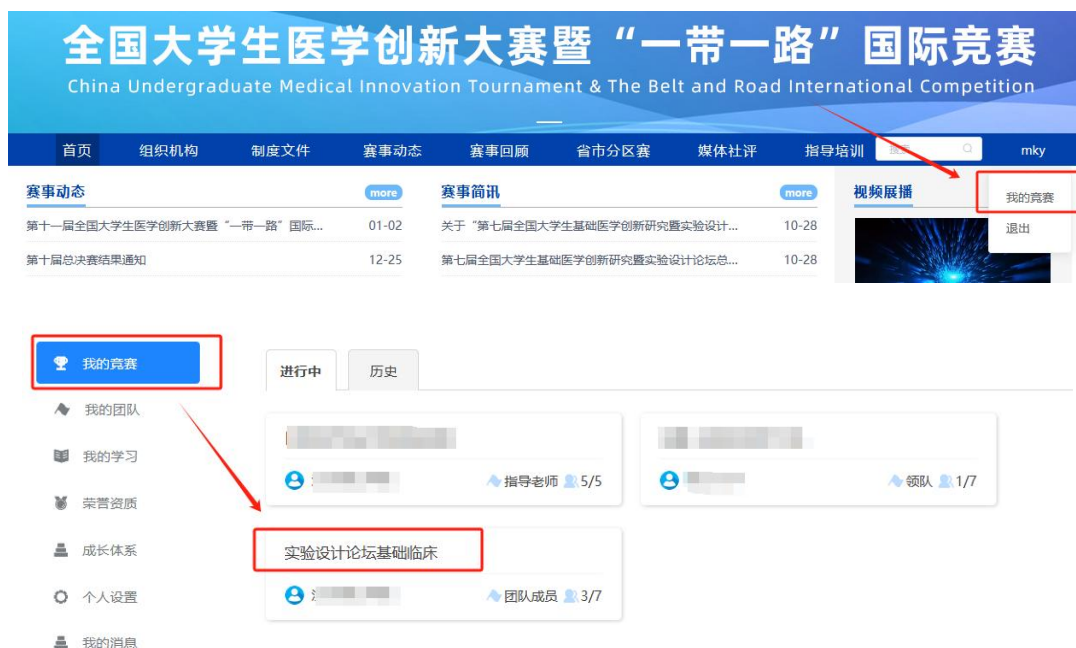 全国大学生医学创新大赛暨“一带一路”国际竞赛
China Undergraduate Medical Innovation Tournament & The Belt and Road International Competition
首页 组织机构 制度文件 赛事动态 赛事回顾 省市分区赛 媒体社评 指导培训 mky
赛事动态 more 赛事简讯 more 视频展播 我的竞赛
第十一届全国大学生医学创新大赛暨“一带一路”国际... 01-02 关于“第七届全国大学生基础医学创新研究暨实验设计... 10-28 退出
第十届总决赛结果通知 12-25 第七届全国大学生基础医学创新研究暨实验设计论坛总... 10-28
我的竞赛 进行中 历史
我的团队
我的学习
指导老师 5/5 领队 1/7
荣誉资质
成长体系 实验设计论坛基础临床
个人设置 团队成员 3/7
我的消息